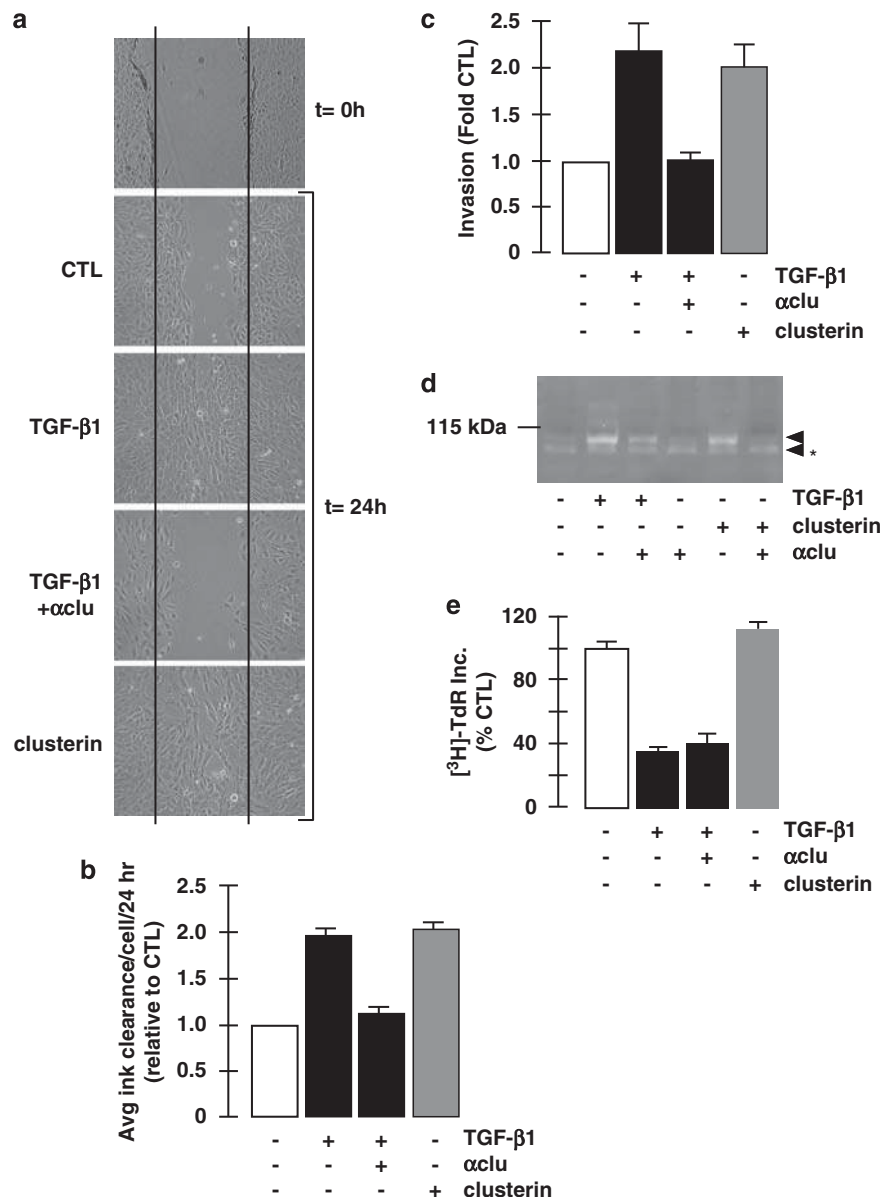 a
t= 0h
CTL
TGF-β1
TGF-β1
+αclu
clusterin
t= 24h
b
Avg ink clearance/cell/24 hr
(relative to CTL)
2.5
2.0
1.5
1.0
0.5
0
- + + - TGF-β1
- - + - αclu
- - - + clusterin
c
Invasion (Fold CTL)
2.5
2.0
1.5
1.0
0.5
0
- + + - TGF-β1
- - + - αclu
- - - + clusterin
d
115 kDa
*
- + + - - - TGF-β1
- - - - + + clusterin
- - + + - + αclu
e
[³H]-TdR Inc.
(% CTL)
120
80
40
0
- + + - TGF-β1
- - + - αclu
- - - + clusterin